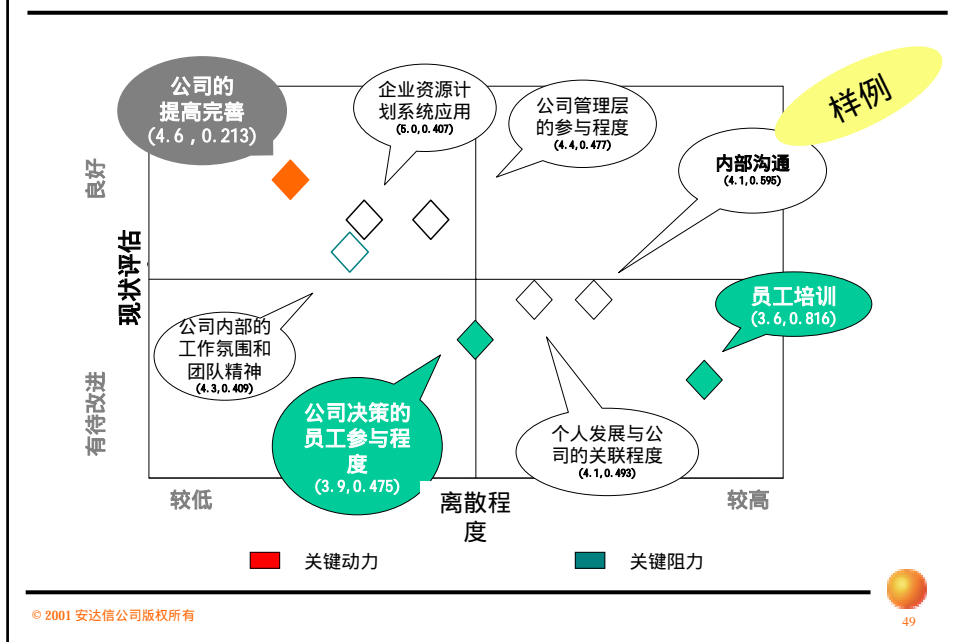 公司的
提高完善
(4.6 , 0.213)
企业资源计
划系统应用
(5.0,0.407)
公司管理层
的参与程度
(4.4,0.477)
样例
内部沟通
(4.1,0.595)
良好
现状评估
有待改进
公司内部的
工作氛围和
团队精神
(4.3,0.409)
员工培训
(3.6,0.816)
公司决策的
员工参与程
度
(3.9,0.475)
个人发展与公
司的关联程度
(4.1,0.493)
较低
离散程
度
较高
关键动力
关键阻力
© 2001 安达信公司版权所有
49